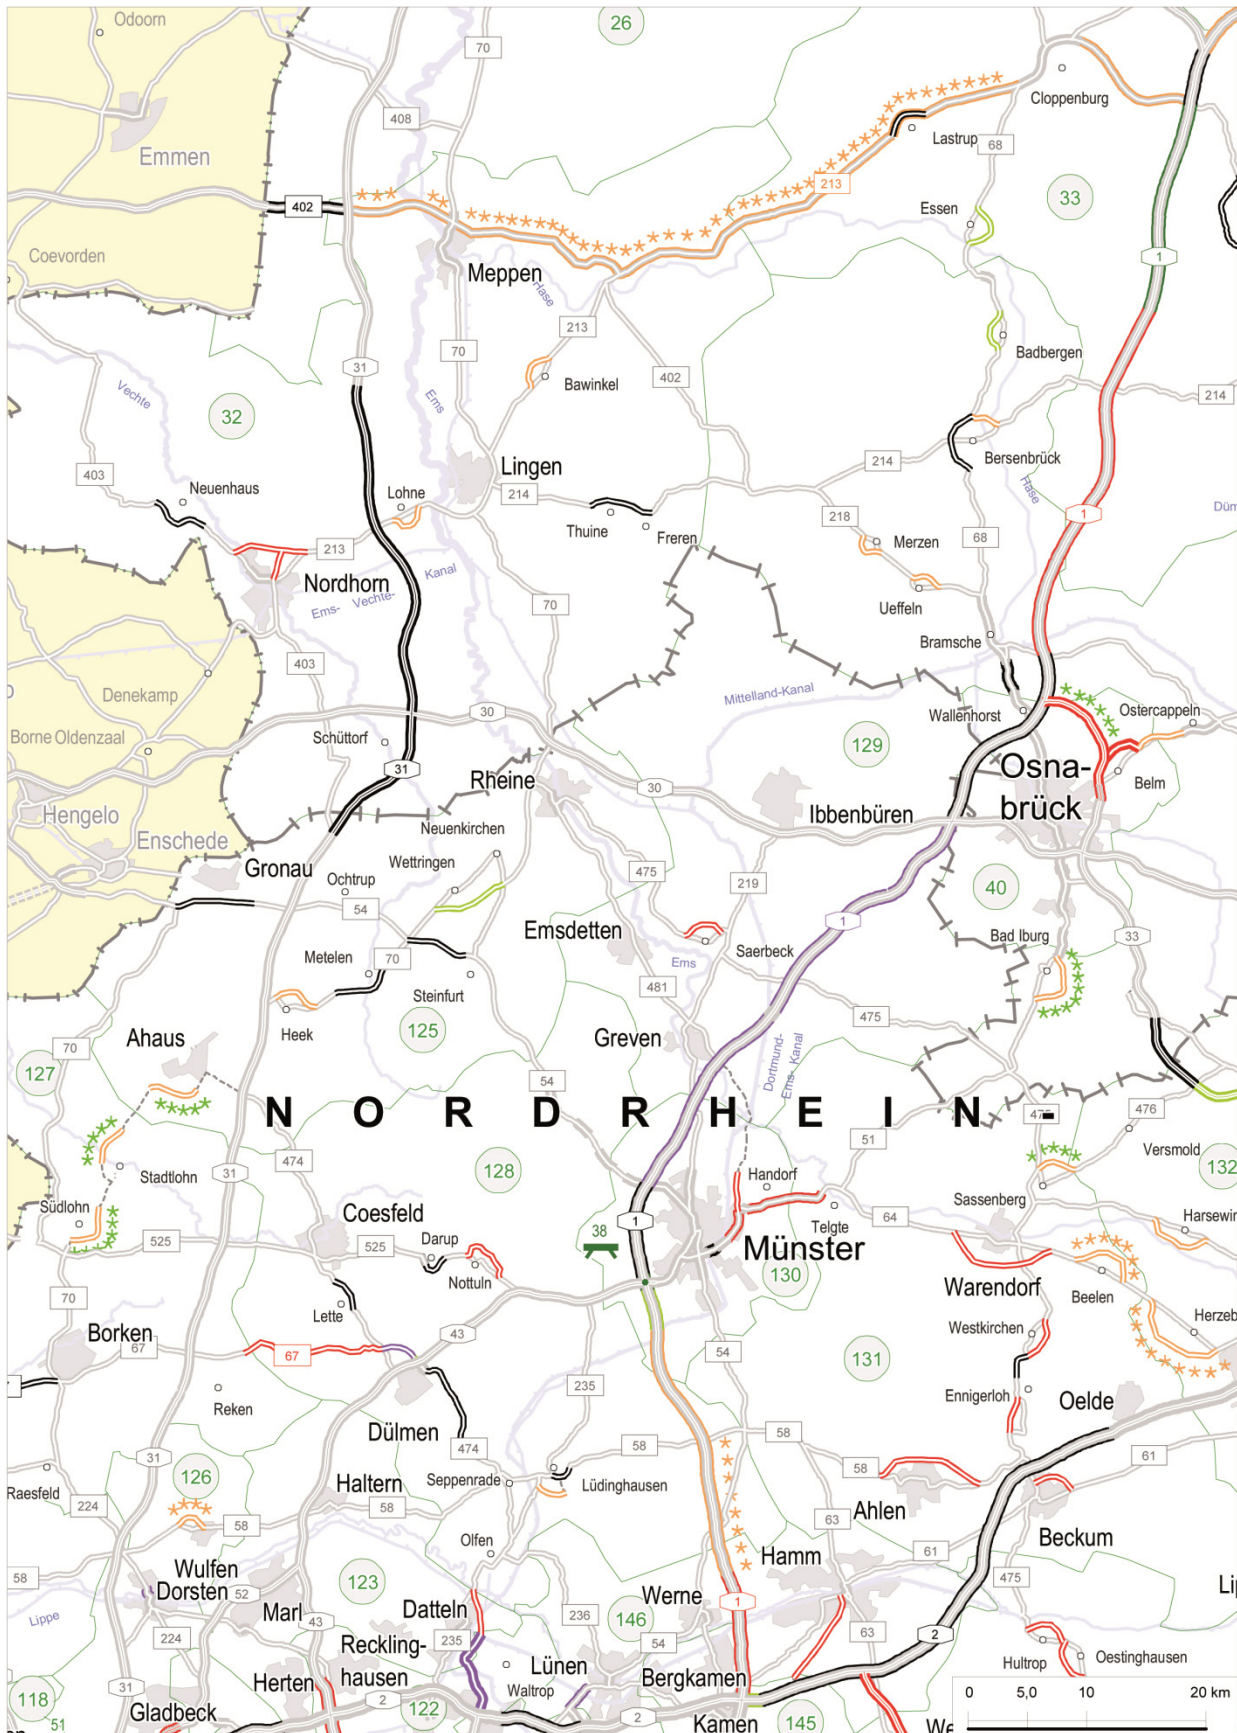 Odoorn
26
70
Cloppenburg
408
Lastrup
68
Emmen
213
33
402
Essen
Coevorden
1
Meppen
Hase
213
31
70
Badbergen
Vechte
Bawinkel
402
Ems
214
32
Bersenbrück
403
Lingen
214
Neuenhaus
Lohne
214
Hase
Düm
218
1
Thuine
Freren
68
Merzen
213
Kanal
Nordhorn
Vechte-
Ems-
70
Ueffeln
Bramsche
403
Denekamp
Mittelland-Kanal
30
Wallenhorst
Ostercappeln
Schüttorf
129
Borne
Oldenzaal
31
Osna-
brück
Belm
Rheine
30
Ibbenbüren
Hengelo
Neuenkirchen
Enschede
Wettringen
Gronau
475
219
40
Ochtrup
54
1
Emsdetten
Bad Iburg
33
Metelen
70
Saerbeck
Ems
Steinfurt
481
475
Heek
125
Ahaus
Greven
70
127
Dortmund-
Ems-Kanal
54
NORDRHEIN
476
51
474
31
128
Handorf
Versmold
132
Stadtlohn
Südlohn
Sassenberg
Coesfeld
1
38
Telgte
64
Harsewin
525
525
Darup
Münster
Nottuln
130
Warendorf
70
Lette
Beelen
Herzeb
Borken
43
67
67
54
Westkirchen
131
235
Reken
Ennigerloh
Oelde
Dülmen
58
31
474
58
58
61
126
Seppenrade
Raesfeld
Haltern
Lüdinghausen
224
58
58
Ahlen
63
Olfen
Beckum
Hamm
61
58
Wulfen
123
475
Dorsten
52
Werne
Lip
Lippe
Marl
43
Datteln
236
146
1
224
Reckling-
hausen
235
54
63
2
Lünen
Bergkamen
Hultrop
Oestinghausen
Waltrop
31
Herten
118
51
2
122
2
Gladbeck
Kamen
145
We
0
5,0
10
20 km